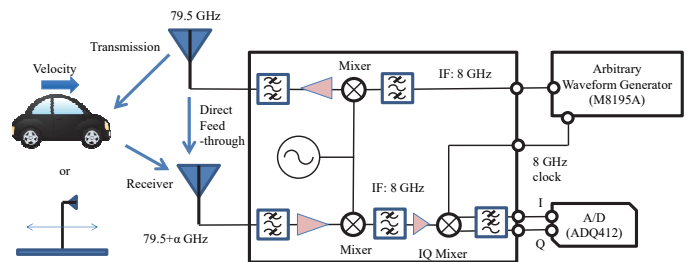 79.5 GHz
Transmission
Velocity
or
Direct
Feed
-through
Receiver
79.5+α GHz
Mixer
IF: 8 GHz
Arbitrary
Waveform Generator
(M8195A)
8 GHz
clock
IF: 8 GHz
Mixer
IQ Mixer
I
Q
A/D
(ADQ412)